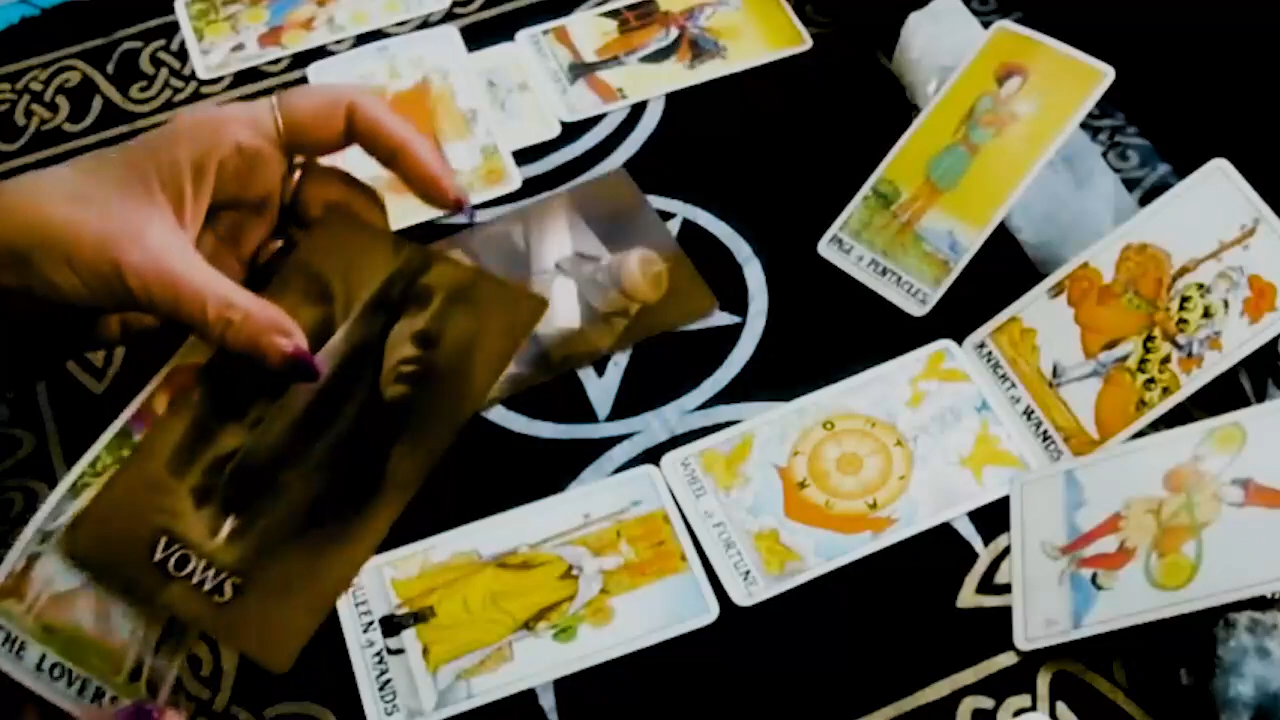 PAGE of PENTACLES.
KNIGHT of WANDS.
WHEEL of FORTUNE.
VOWS
QUEEN of WANDS
THE LOVERS